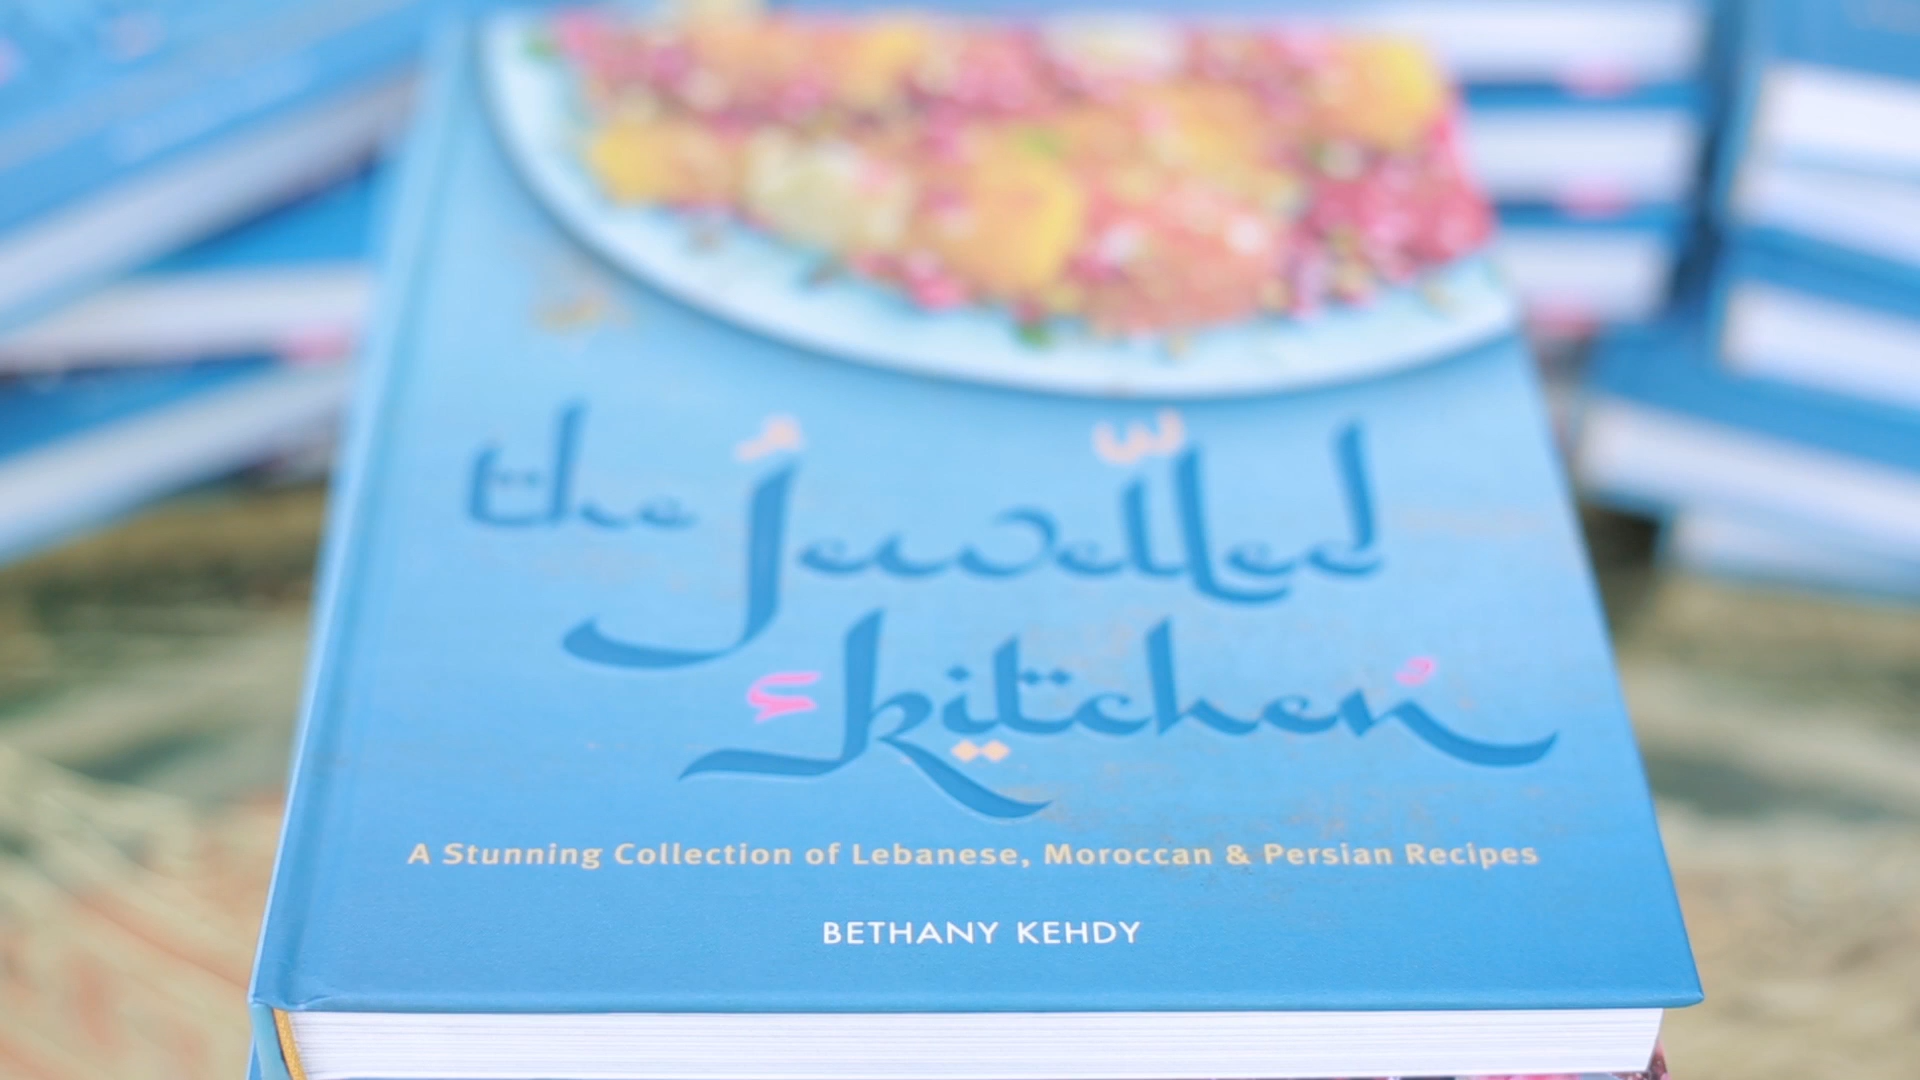 the Jewelled
kitchen
A Stunning Collection of Lebanese, Moroccan & Persian Recipes
BETHANY KEHDY